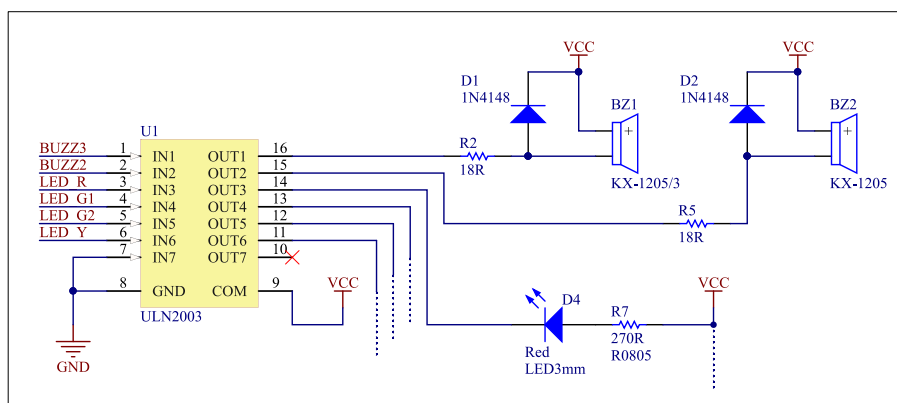 VCC
VCC
D1
1N4148
D2
1N4148
BZ1
BZ2
+
+
U1
BUZZ3 1 IN1 OUT1 16
R2
18R
BUZZ2 2 IN2 OUT2 15
KX-1205/3
KX-1205
LED_R 3 IN3 OUT3 14
LED_G1 4 IN4 OUT4 13
R5
18R
LED_G2 5 IN5 OUT5 12
LED_Y 6 IN6 OUT6 11
7 IN7 OUT7 10
8 GND COM 9
VCC
VCC
ULN2003
D4
R7
270R
R0805
Red
LED3mm
GND